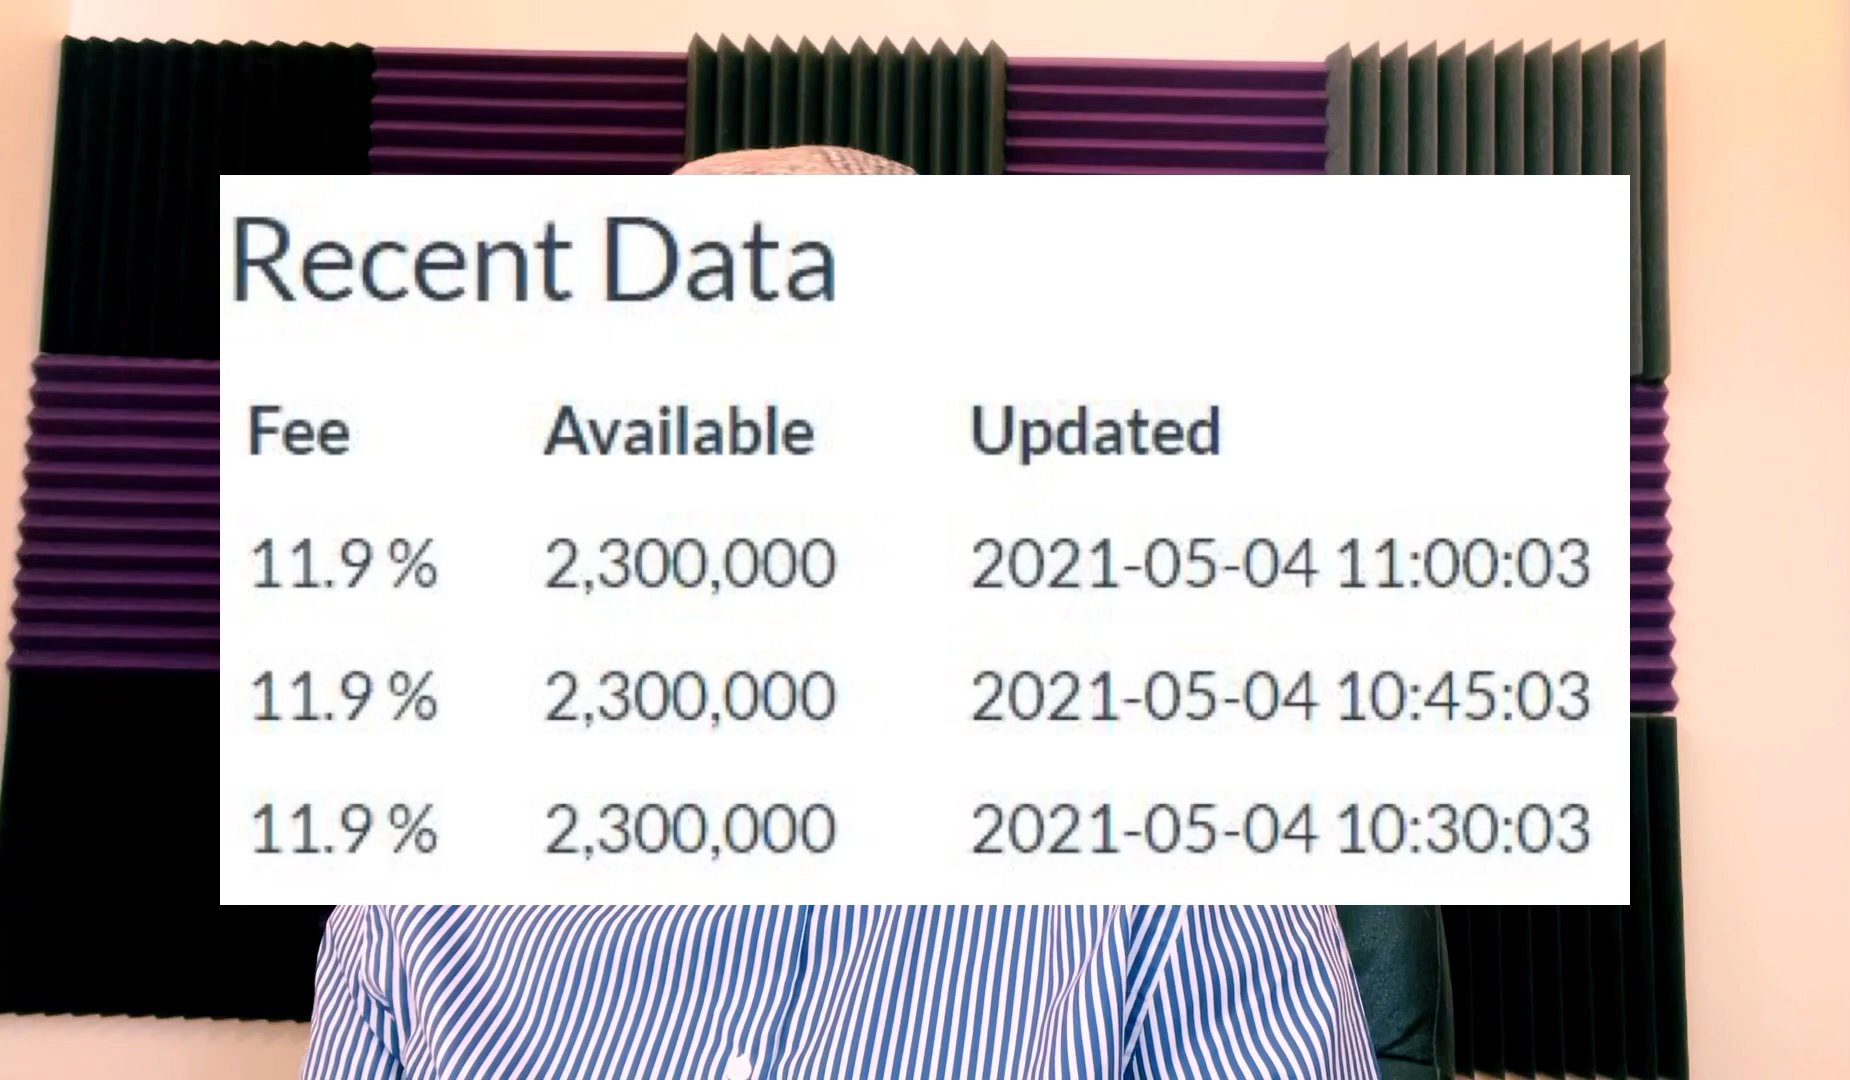 Recent Data
Fee Available Updated
11.9 % 2,300,000 2021-05-04 11:00:03
11.9 % 2,300,000 2021-05-04 10:45:03
11.9 % 2,300,000 2021-05-04 10:30:03